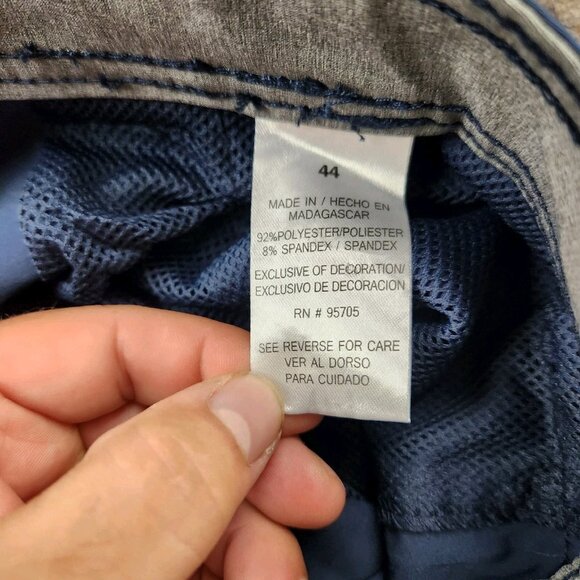 44
MADE IN / HECHO EN
MADAGASCAR
92%POLYESTER/POLIESTER
8% SPANDEX / SPANDEX
EXCLUSIVE OF DECORATION/
EXCLUSIVO DE DECORACION
RN # 95705
SEE REVERSE FOR CARE
VER AL DORSO
PARA CUIDADO